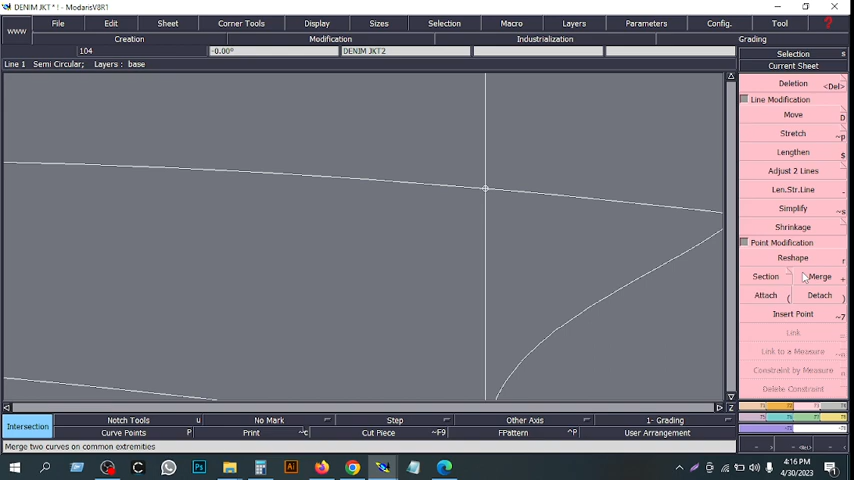 DENIM JKT * ! - ModarisV8R1
www
File Edit Sheet Corner Tools Display Sizes Selection Macro Layers Parameters Config. Tool ?
Creation Modification Industrialization Grading
104 -0.00° DENIM JKT2
Line 1 Semi Circular; Layers : base
Selection s
Current Sheet
Deletion <Del>
Line Modification
Move D
Stretch ~p
Lengthen S
Adjust 2 Lines
Len.Str.Line -
Simplify ~s
Shrinkage
Point Modification
Reshape r
Section Merge +
Attach ( Detach )
Insert Point ~7
Link =
Link to a Measure
Constraint by Measure
Delete Constraint
Z
Intersection
Notch Tools u No Mark Step Other Axis 1- Grading
Curve Points P Print ~c Cut Piece ~F9 FPattern ^P User Arrangement
Merge two curves on common extremities
4:16 PM
4/30/2023